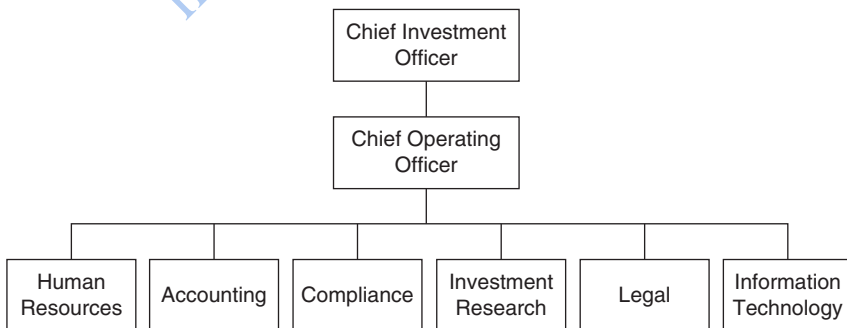 Chief Investment
Officer
Chief Operating
Officer
Human
Resources
Accounting
Compliance
Investment
Research
Legal
Information
Technology